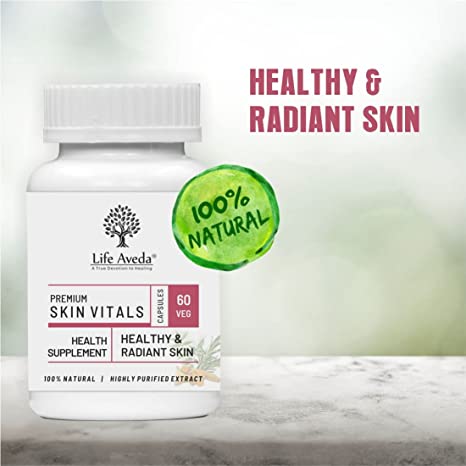 HEALTHY &
RADIANT SKIN
100%
NATURAL
Life Aveda®
A True Devotion to Healing
PREMIUM
SKIN VITALS
CAPSULES
60
VEG
HEALTH
SUPPLEMENT
HEALTHY &
RADIANT SKIN
100% NATURAL | HIGHLY PURIFIED EXTRACT